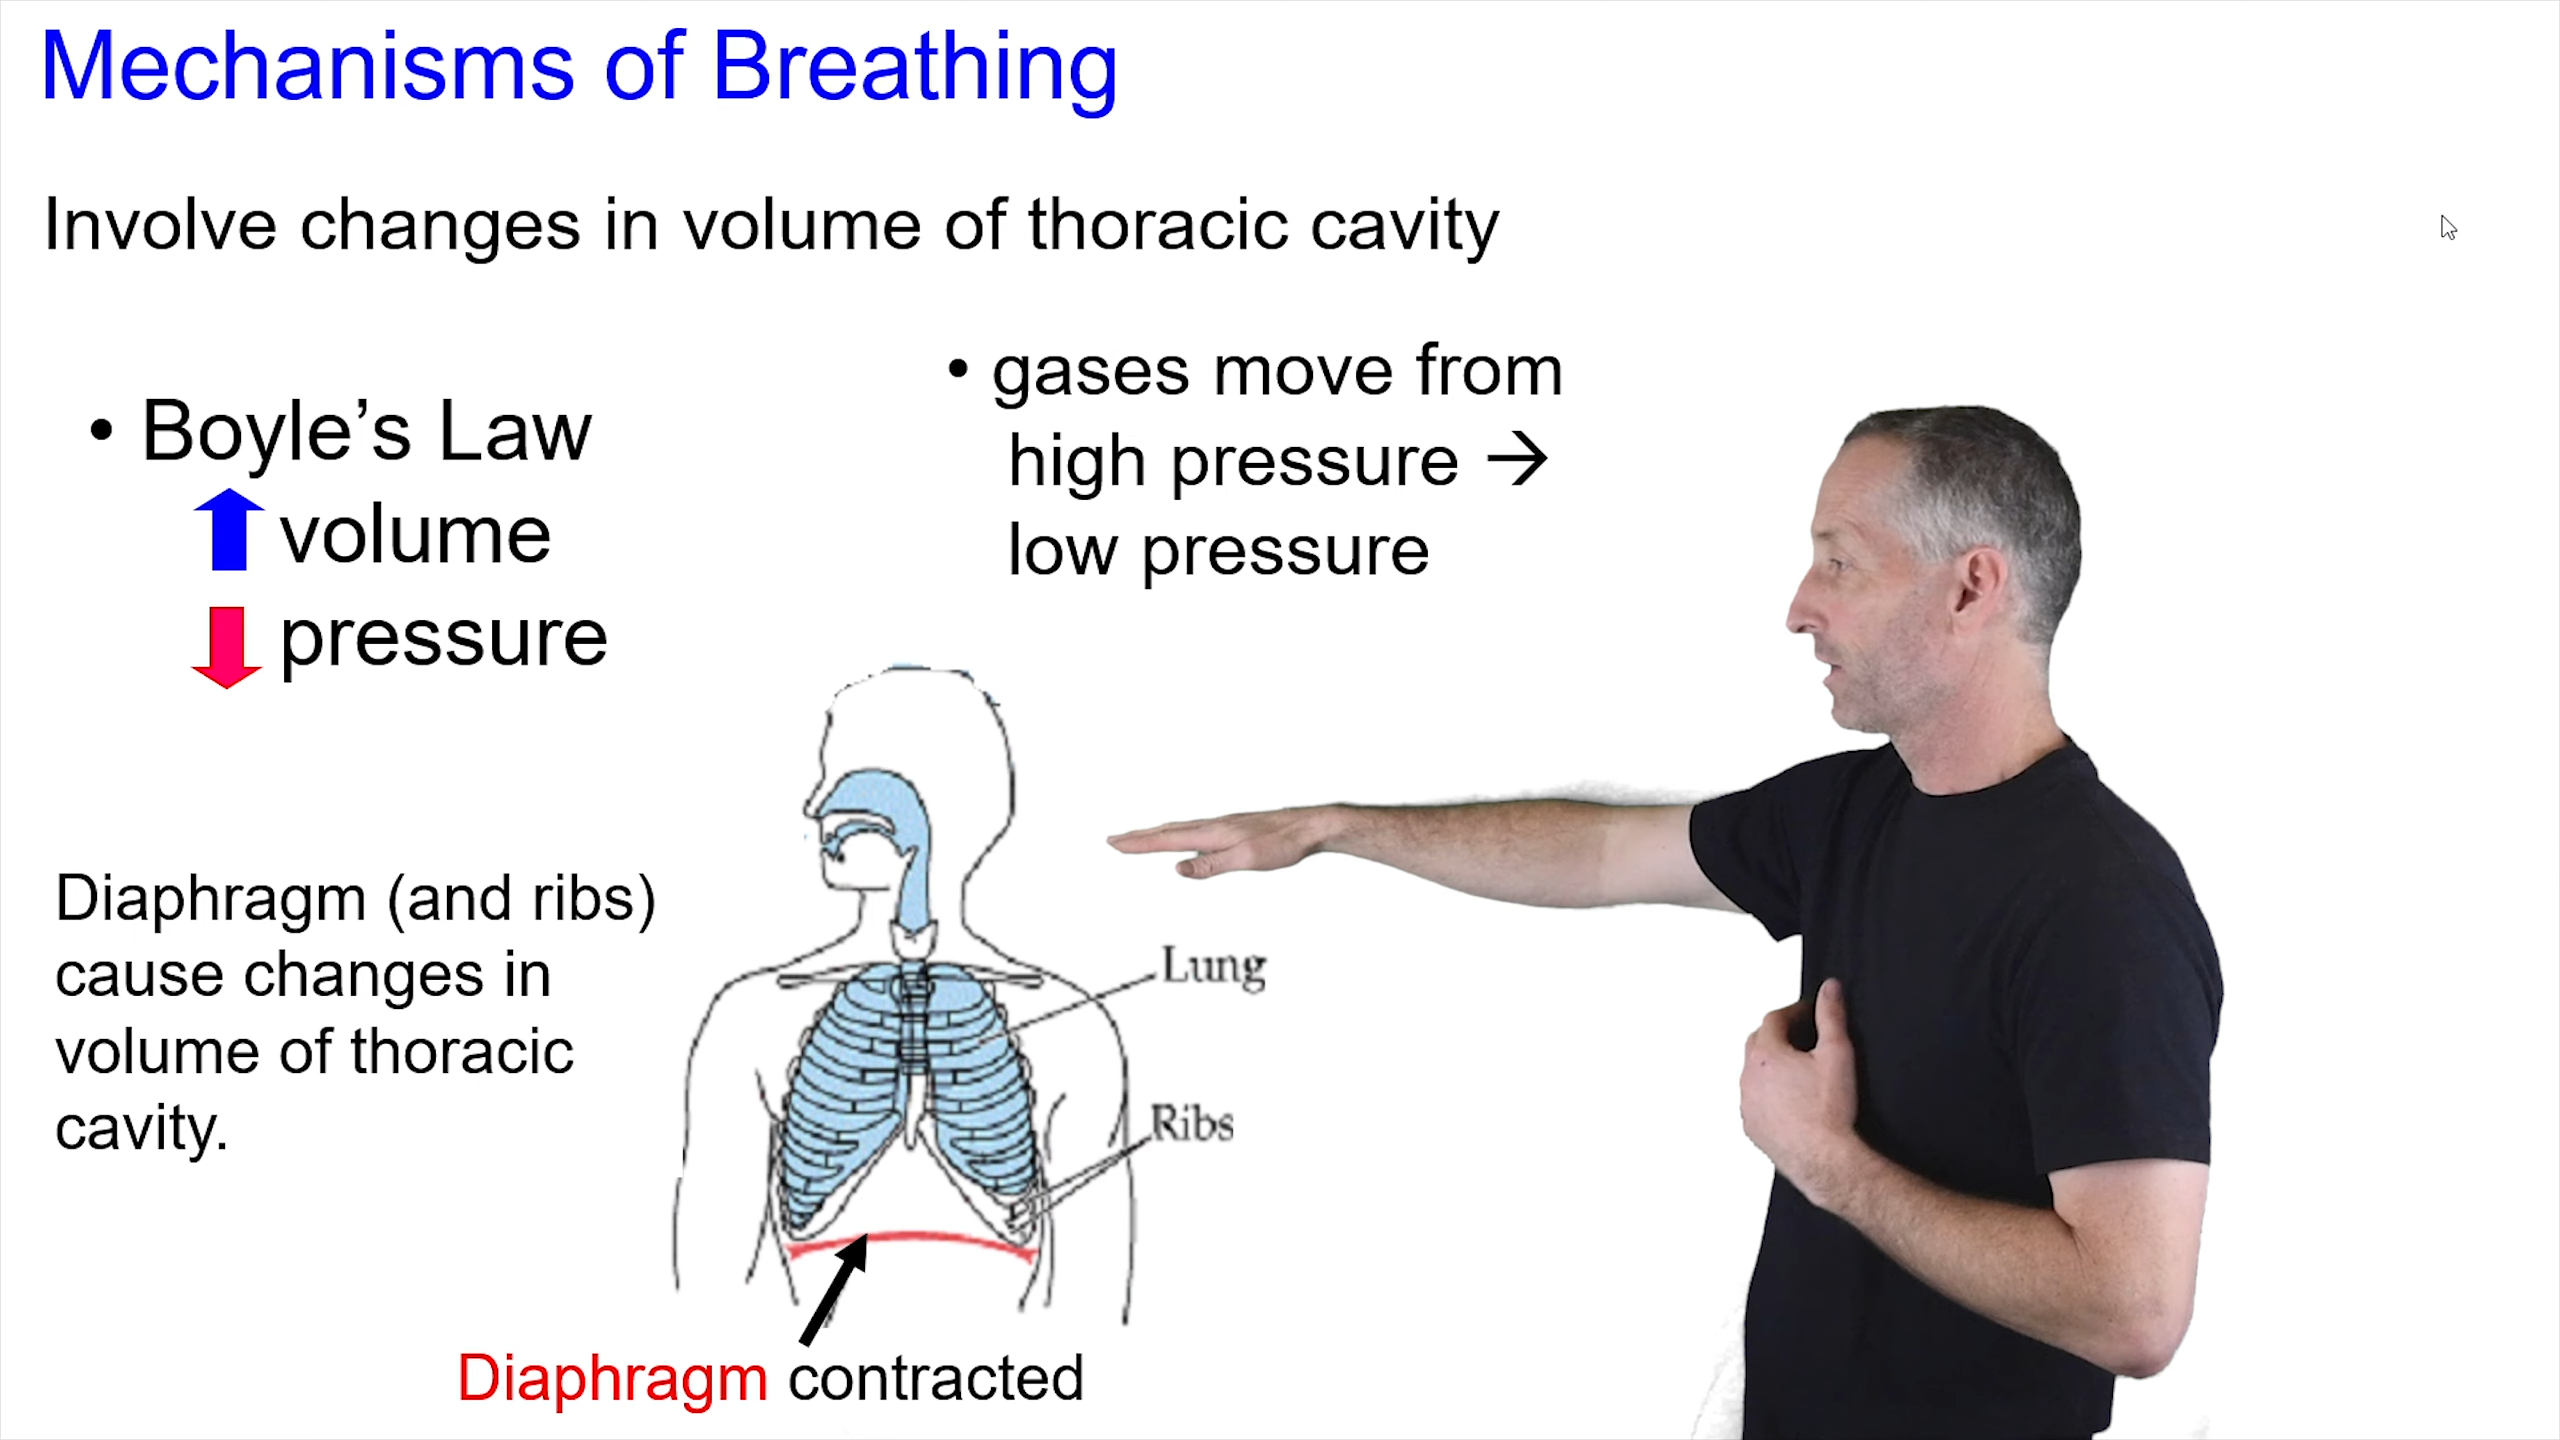 Mechanisms of Breathing
Involve changes in volume of thoracic cavity
• Boyle’s Law
volume
pressure
• gases move from
high pressure →
low pressure
Diaphragm (and ribs)
cause changes in
volume of thoracic
cavity.
Lung
Ribs
Diaphragm contracted